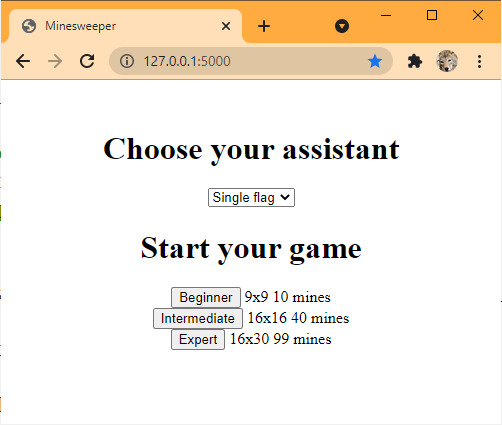 Minesweeper
127.0.0.1:5000
Choose your assistant
Single flag
Start your game
Beginner 9x9 10 mines
Intermediate 16x16 40 mines
Expert 16x30 99 mines